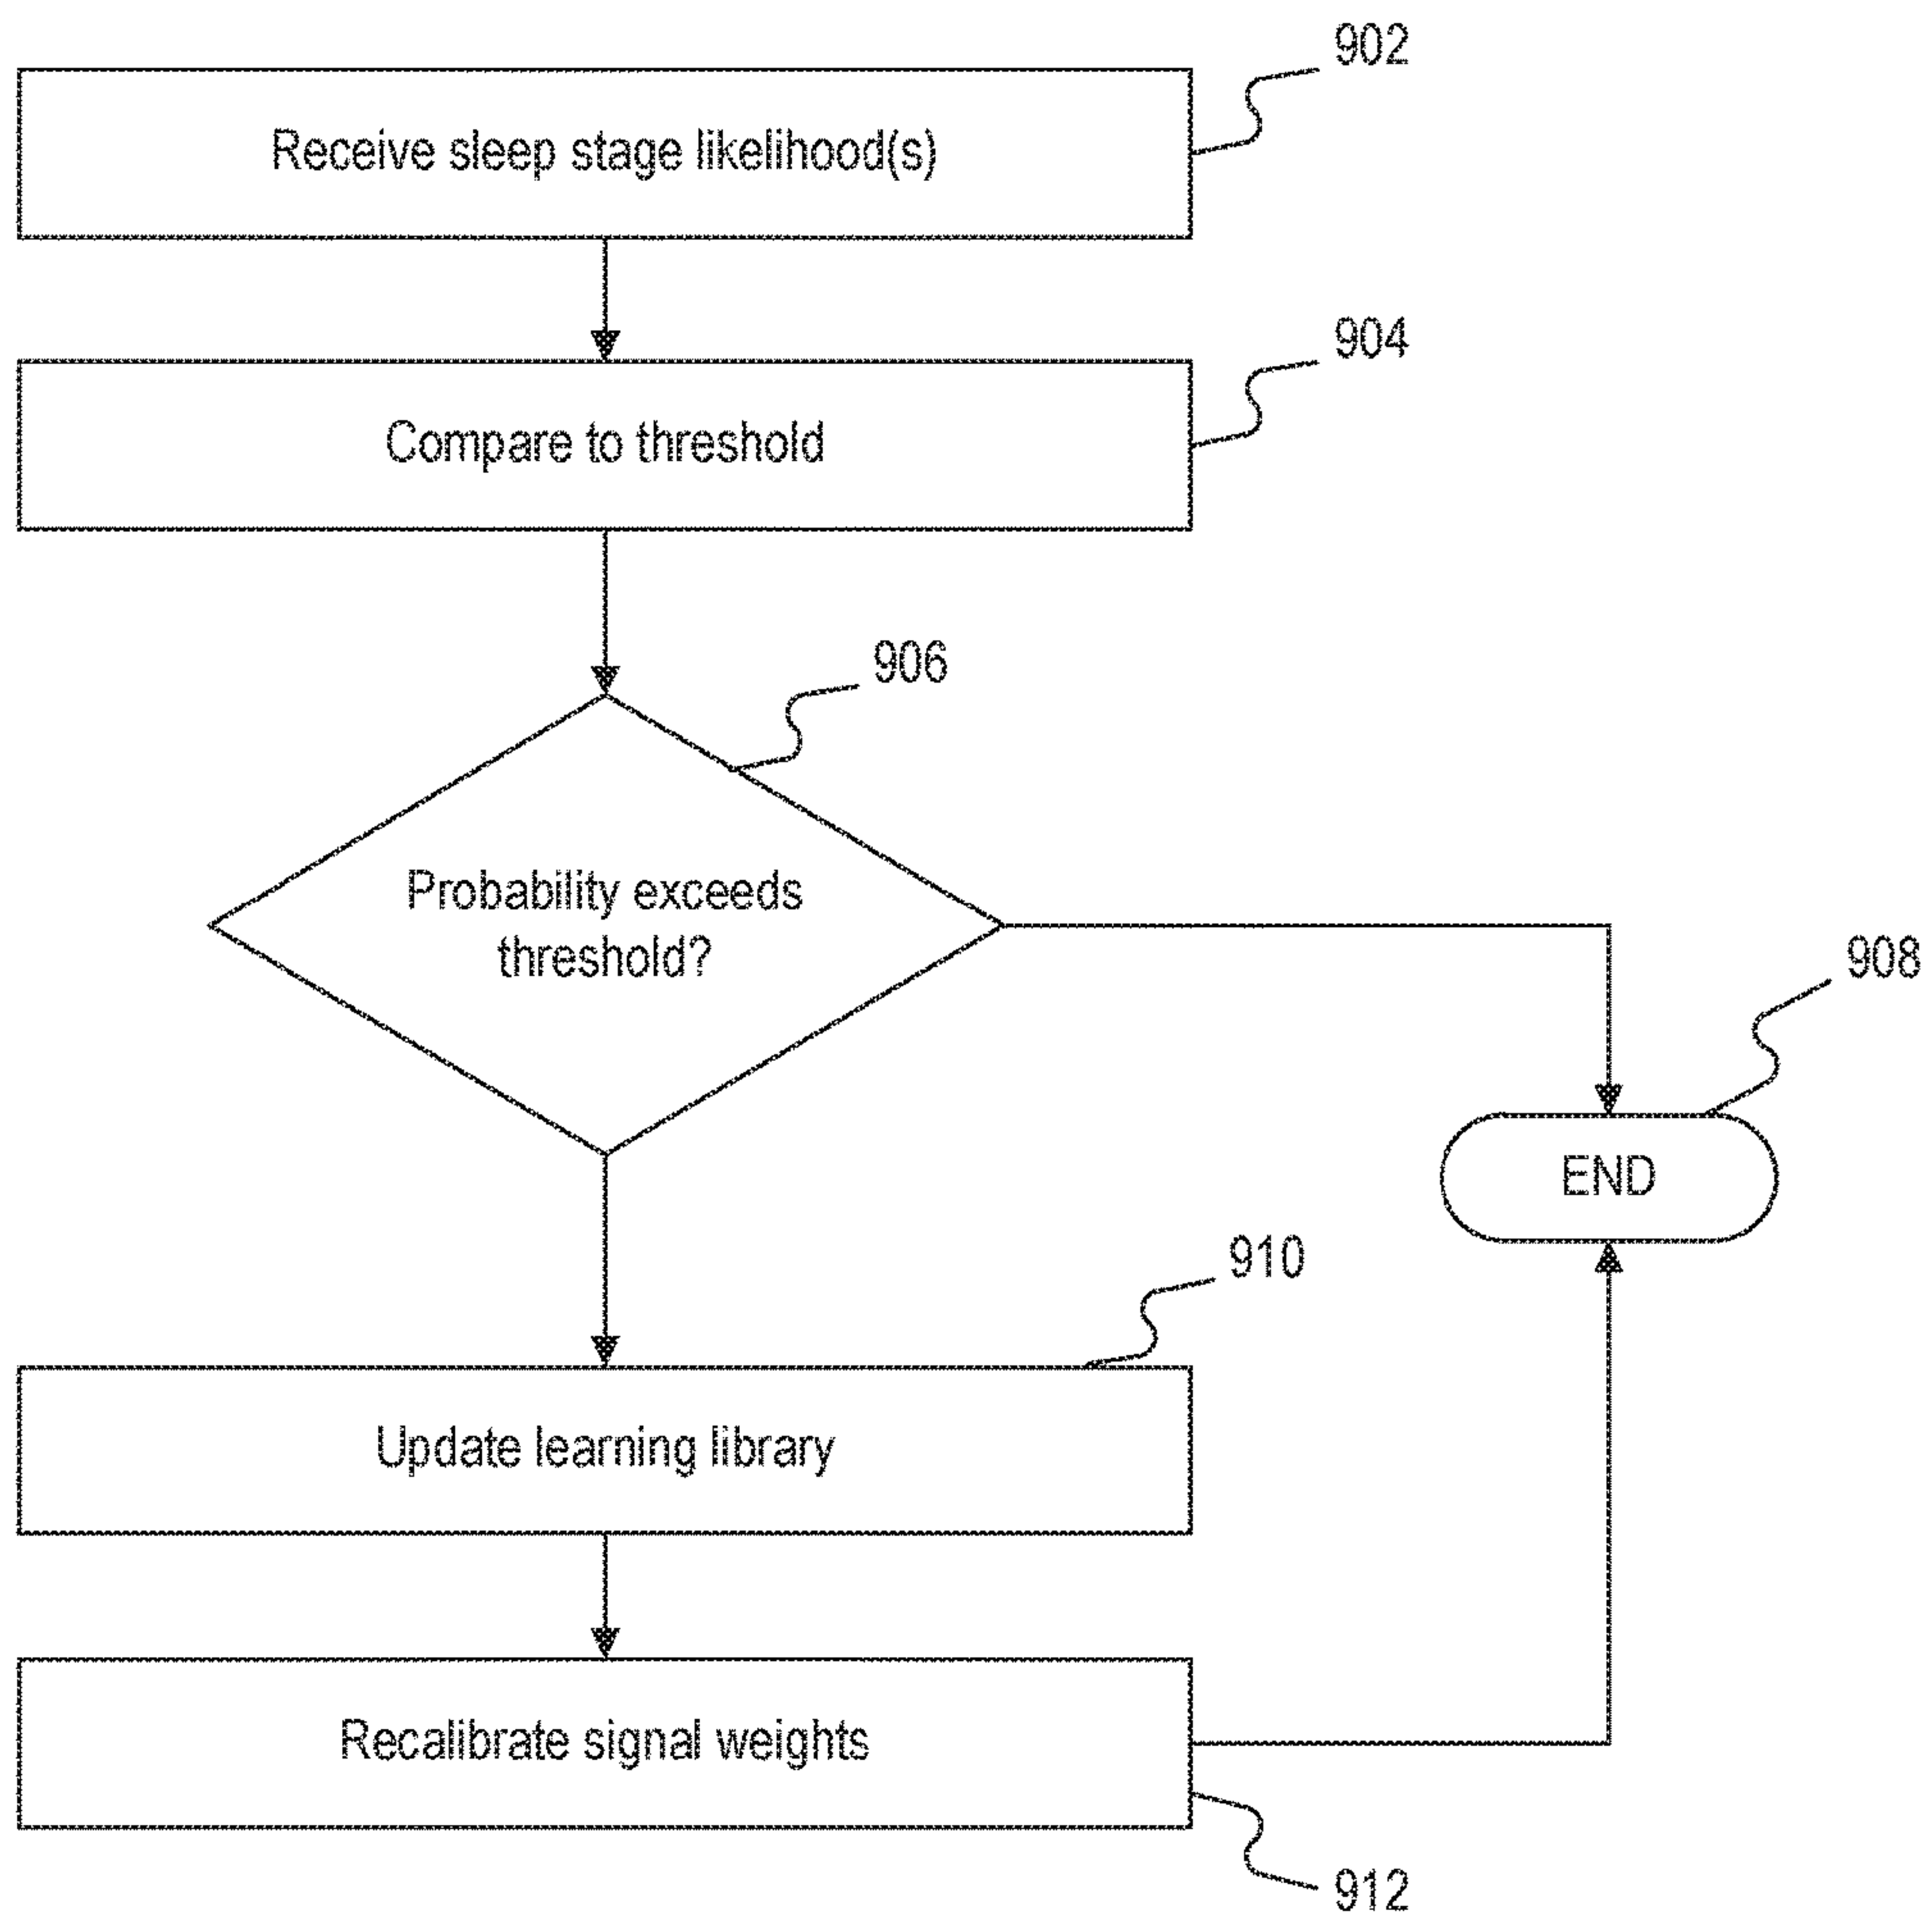 902
Receive sleep stage likelihood(s)
904
Compare to threshold
906
Probability exceeds
threshold?
908
END
910
Update learning library
Recalibrate signal weights
912